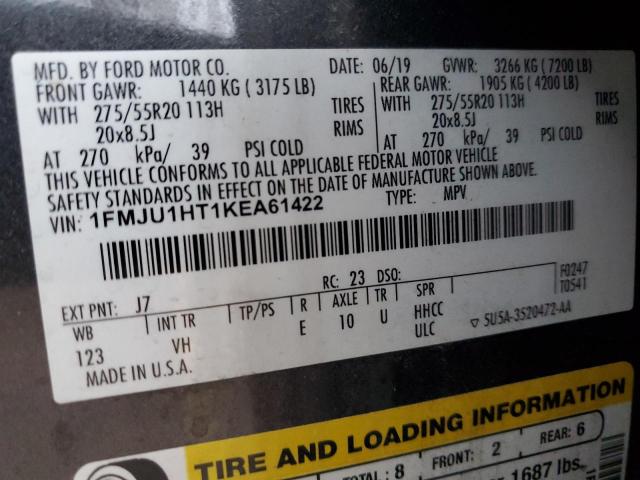 MFD. BY FORD MOTOR CO. DATE: 06/19 GVWR: 3266 KG (7200 LB)
FRONT GAWR: 1440 KG (3175 LB) REAR GAWR: 1905 KG (4200 LB)
WITH 275/55R20 113H TIRES WITH 275/55R20 113H TIRES
20x8.5J RIMS 20x8.5J RIMS
AT 270 kPa/ 39 PSI COLD AT 270 kPa/ 39 PSI COLD
THIS VEHICLE CONFORMS TO ALL APPLICABLE FEDERAL MOTOR VEHICLE
SAFETY STANDARDS IN EFFECT ON THE DATE OF MANUFACTURE SHOWN ABOVE.
VIN: 1FMJU1HT1KEA61422 TYPE: MPV
F0247
T0541
EXT PNT: J7 RC: 23 DSO:
WB INT TR TP/PS R AXLE TR SPR
123 VH E 10 U HHCC
ULC
▽ 5U5A-3520472-AA
MADE IN U.S.A.
TIRE AND LOADING INFORMATION
TOTAL: 8 FRONT: 2 REAR: 6
1687 lbs.